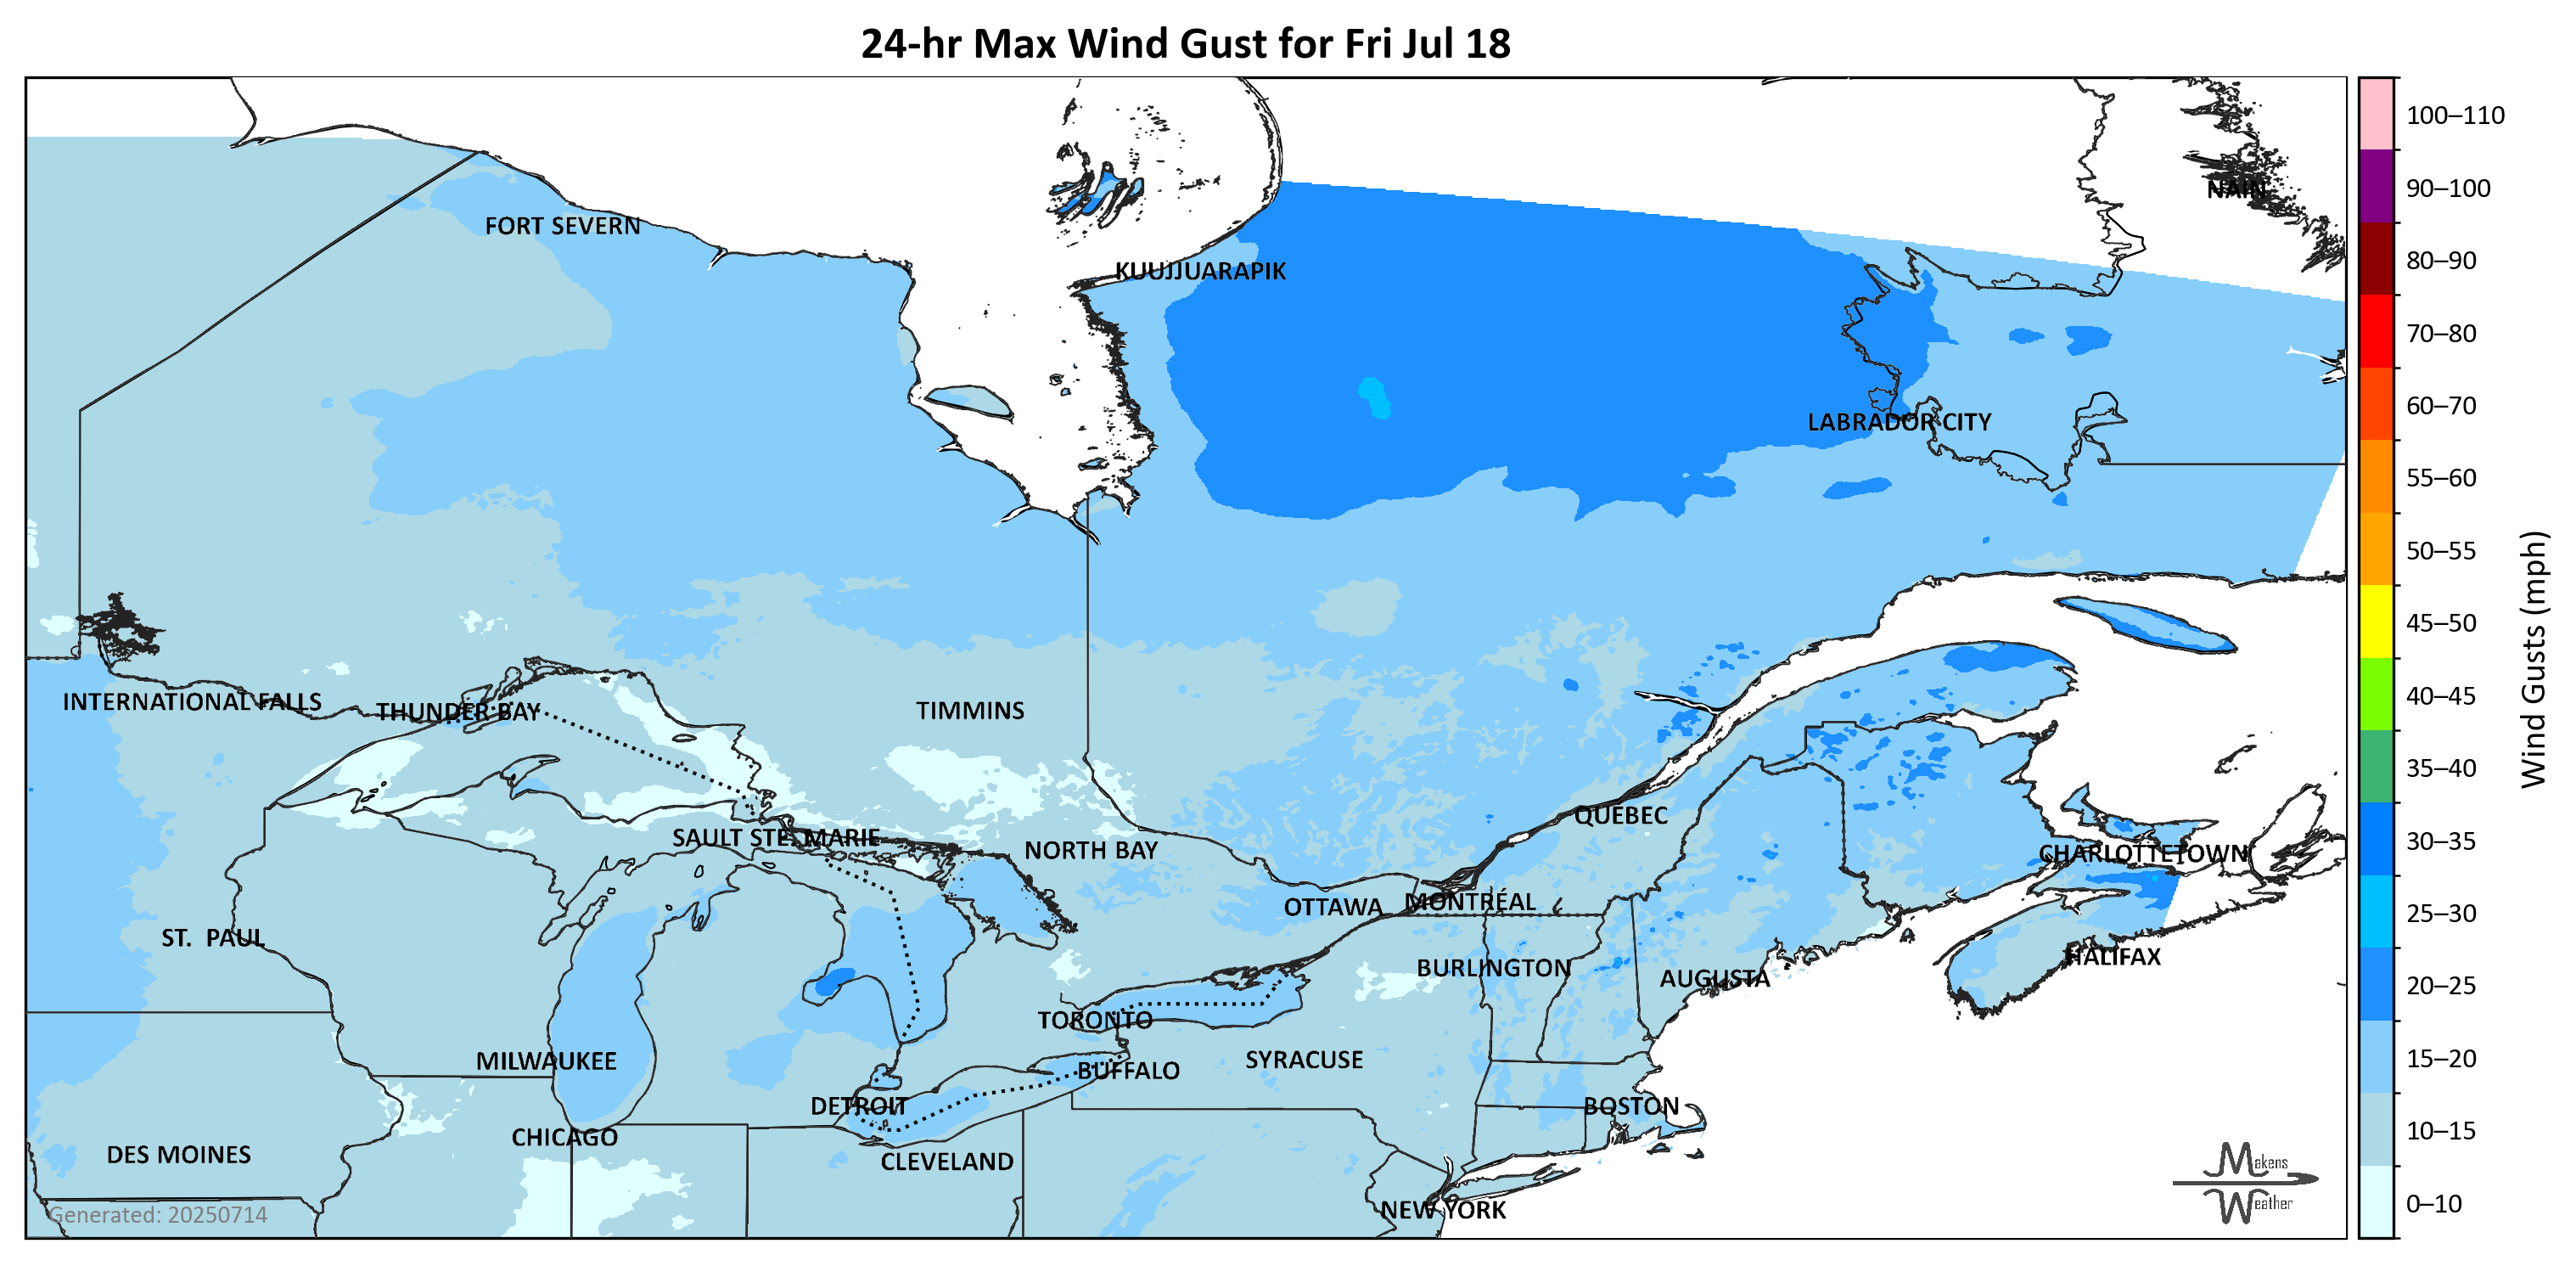 24-hr Max Wind Gust for Fri Jul 18
100–110
90–100
80–90
70–80
60–70
55–60
50–55
45–50
40–45
35–40
30–35
25–30
20–25
15–20
10–15
0–10
Wind Gusts (mph)
NAIN
FORT SEVERN
KUUJJUARAPIK
LABRADOR CITY
INTERNATIONAL FALLS
THUNDER BAY
TIMMINS
QUEBEC
SAULT STE. MARIE
NORTH BAY
CHARLOTTETOWN
OTTAWA
MONTRÉAL
ST. PAUL
HALIFAX
BURLINGTON
AUGUSTA
TORONTO
MILWAUKEE
SYRACUSE
BUFFALO
DETROIT
BOSTON
CHICAGO
DES MOINES
CLEVELAND
NEW YORK
Generated: 20250714
Makens
Weather